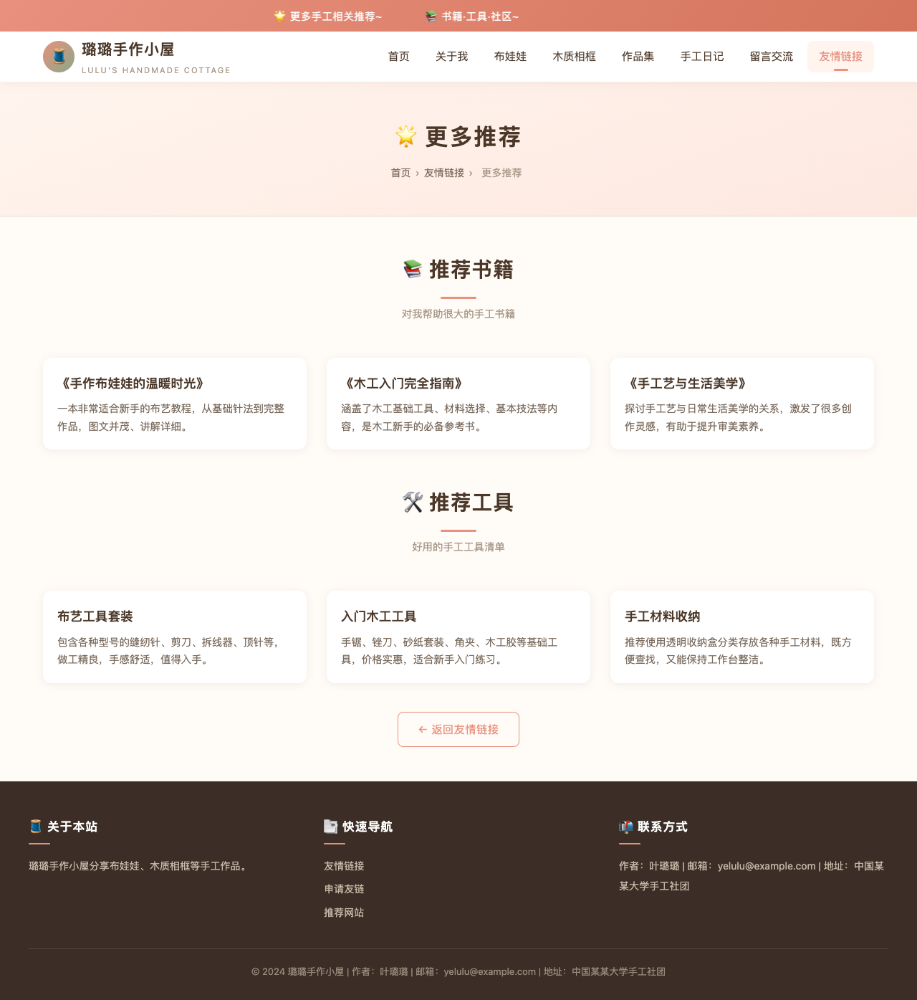 🌟 更多手工相关推荐~ 📚 书籍·工具·社区~
璐璐手作小屋
LULU'S HANDMADE COTTAGE
首页 关于我 布娃娃 木质相框 作品集 手工日记 留言交流 友情链接
🌟 更多推荐
首页 › 友情链接 › 更多推荐
📚 推荐书籍
对我帮助很大的手工书籍
《手作布娃娃的温暖时光》
一本非常适合新手的布艺教程，从基础针法到完整
作品，图文并茂、讲解详细。
《木工入门完全指南》
涵盖了木工基础工具、材料选择、基本技法等内
容，是木工新手的必备参考书。
《手工艺与生活美学》
探讨手工艺与日常生活美学的关系，激发了很多创
作灵感，有助于提升审美素养。
🛠️ 推荐工具
好用的手工工具清单
布艺工具套装
包含各种型号的缝纫针、剪刀、拆线器、顶针等，
做工精良，手感舒适，值得入手。
入门木工工具
手锯、锉刀、砂纸套装、角夹、木工胶等基础工
具，价格实惠，适合新手入门练习。
手工材料收纳
推荐使用透明收纳盒分类存放各种手工材料，既方
便查找，又能保持工作台整洁。
← 返回友情链接
🧵 关于本站
璐璐手作小屋分享布娃娃、木质相框等手工作品。
📑 快速导航
友情链接
申请友链
推荐网站
📬 联系方式
作者：叶璐璐 | 邮箱：yelulu@example.com | 地址：中国某
某大学手工社团
© 2024 璐璐手作小屋 | 作者：叶璐璐 | 邮箱：yelulu@example.com | 地址：中国某某大学手工社团